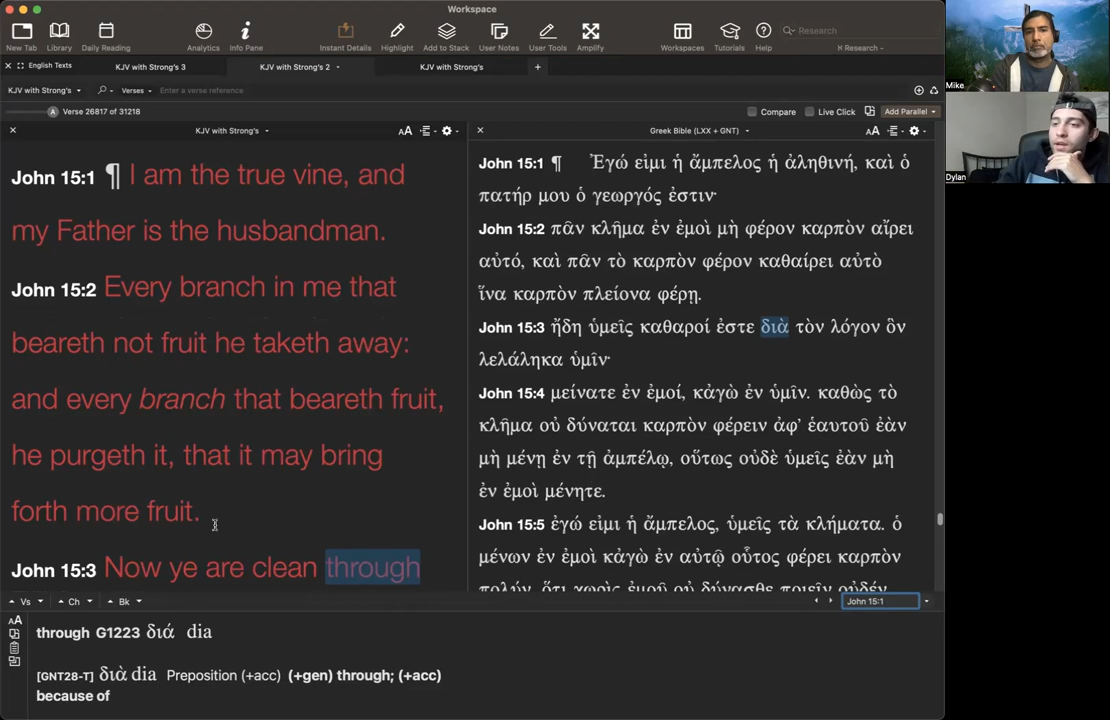 Workspace
New Tab Library Daily Reading Analytics Info Pane Instant Details Highlight Add to Stack User Notes User Tools Amplify Workspaces Tutorials Help Research
Research
English Texts KJV with Strong's 3 KJV with Strong's 2 KJV with Strong's
KJV with Strong's Verses Enter a verse reference
Verse 26817 of 31218 Compare Live Click Add Parallel
KJV with Strong's
John 15:1 ¶ I am the true vine, and
my Father is the husbandman.
John 15:2 Every branch in me that
beareth not fruit he taketh away:
and every branch that beareth fruit,
he purgeth it, that it may bring
forth more fruit.
John 15:3 Now ye are clean through
Greek Bible (LXX + GNT)
John 15:1 ¶ Ἐγώ εἰμι ἡ ἄμπελος ἡ ἀληθινή, καὶ ὁ
πατήρ μου ὁ γεωργός ἐστιν·
John 15:2 πᾶν κλῆμα ἐν ἐμοὶ μὴ φέρον καρπὸν αἴρει
αὐτό, καὶ πᾶν τὸ καρπὸν φέρον καθαίρει αὐτὸ
ἵνα καρπὸν πλείονα φέρῃ.
John 15:3 ἤδη ὑμεῖς καθαροί ἐστε διὰ τὸν λόγον ὃν
λελάληκα ὑμῖν·
John 15:4 μείνατε ἐν ἐμοί, κἀγὼ ἐν ὑμῖν. καθὼς τὸ
κλῆμα οὐ δύναται καρπὸν φέρειν ἀφ᾽ ἑαυτοῦ ἐὰν
μὴ μένῃ ἐν τῇ ἀμπέλῳ, οὕτως οὐδὲ ὑμεῖς ἐὰν μὴ
ἐν ἐμοὶ μένητε.
John 15:5 ἐγώ εἰμι ἡ ἄμπελος, ὑμεῖς τὰ κλήματα. ὁ
μένων ἐν ἐμοὶ κἀγὼ ἐν αὐτῷ οὗτος φέρει καρπὸν
πολύν, ὅτι χωρὶς ἐμοῦ οὐ δύνασθε ποιεῖν οὐδέν.
Vs Ch Bk John 15:1
through G1223 διά dia
[GNT28-T] διὰ dia Preposition (+acc) (+gen) through; (+acc)
because of
Mike
Dylan